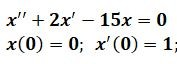 x′′ + 2x′ − 15x = 0
x(0) = 0; x′(0) = 1;